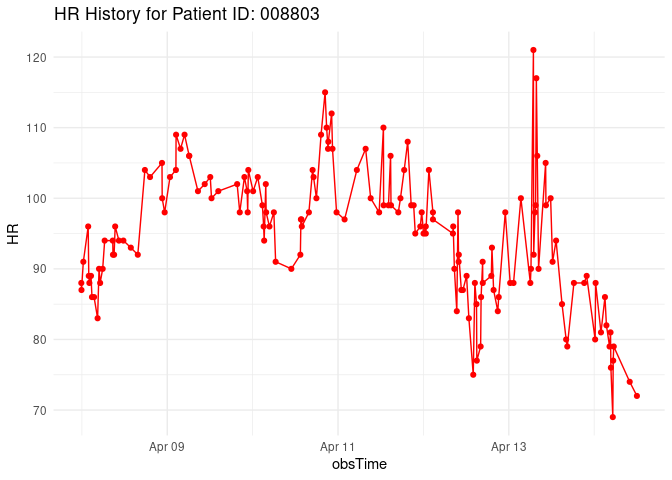 HR History for Patient ID: 008803
120
110
100
90
80
70
HR
Apr 09
Apr 11
Apr 13
obsTime